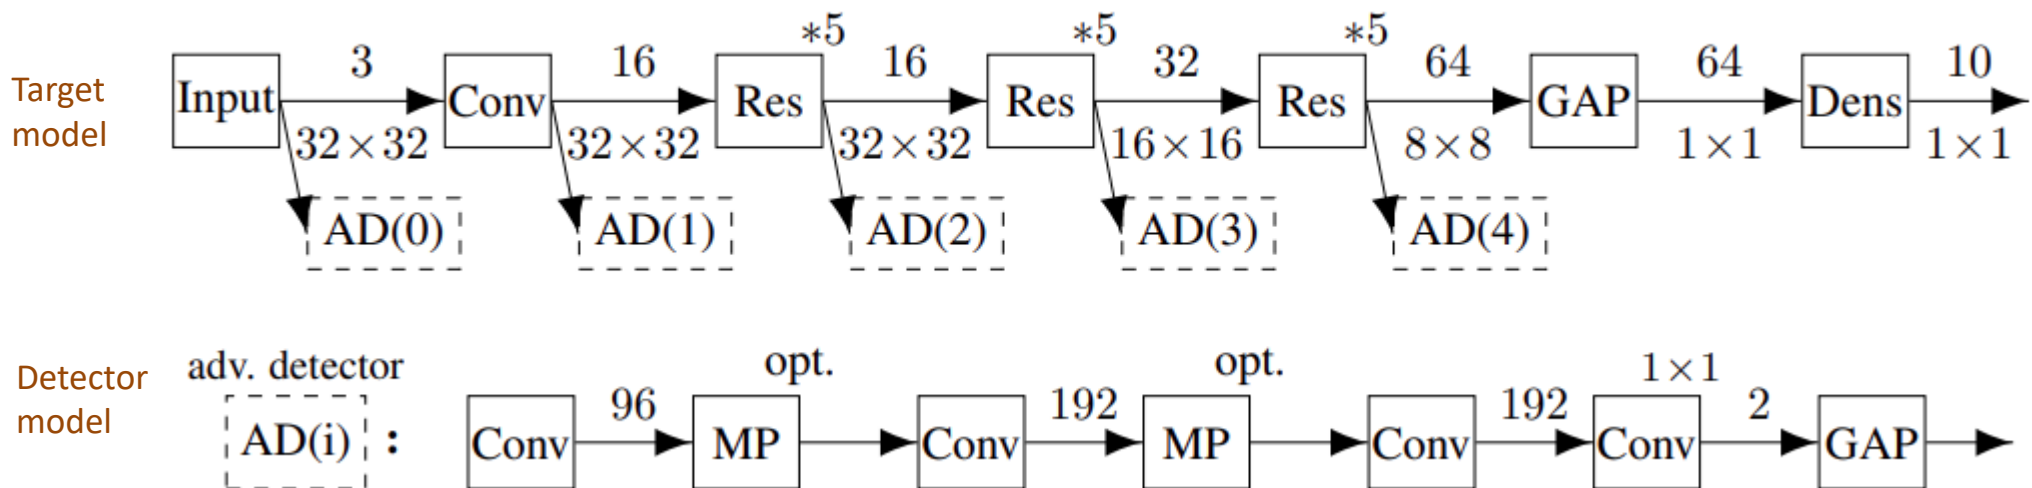 *5 *5 *5
3 16 16 32 64 64 10
Target
model
Input Conv Res Res Res GAP Dens
32×32 32×32 32×32 16×16 8×8 1×1 1×1
AD(0) AD(1) AD(2) AD(3) AD(4)
adv. detector opt. opt. 1×1
Detector
model
96 192 192 2
AD(i) : Conv MP Conv MP Conv Conv GAP